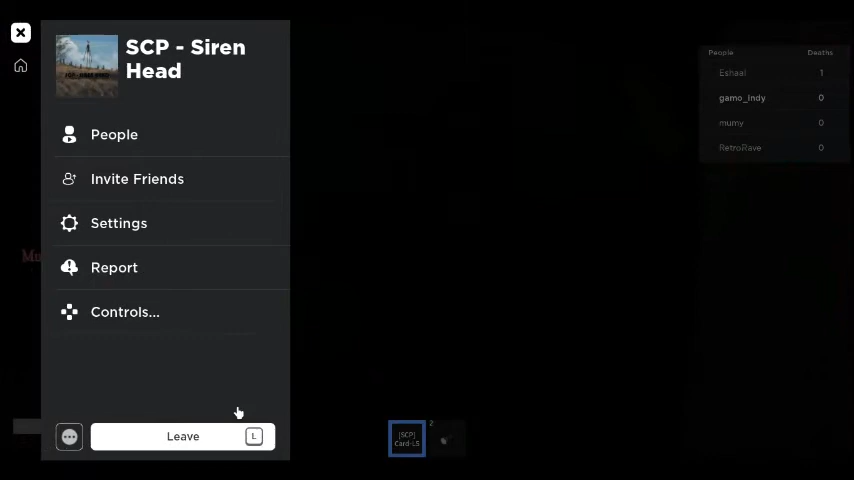 SCP - Siren
Head
People
Invite Friends
Settings
Report
Controls...
Leave
L
People Deaths
Eshaal 1
gamo_indy 0
mumy 0
RetroRave 0
[SCP]
Card-L5
2